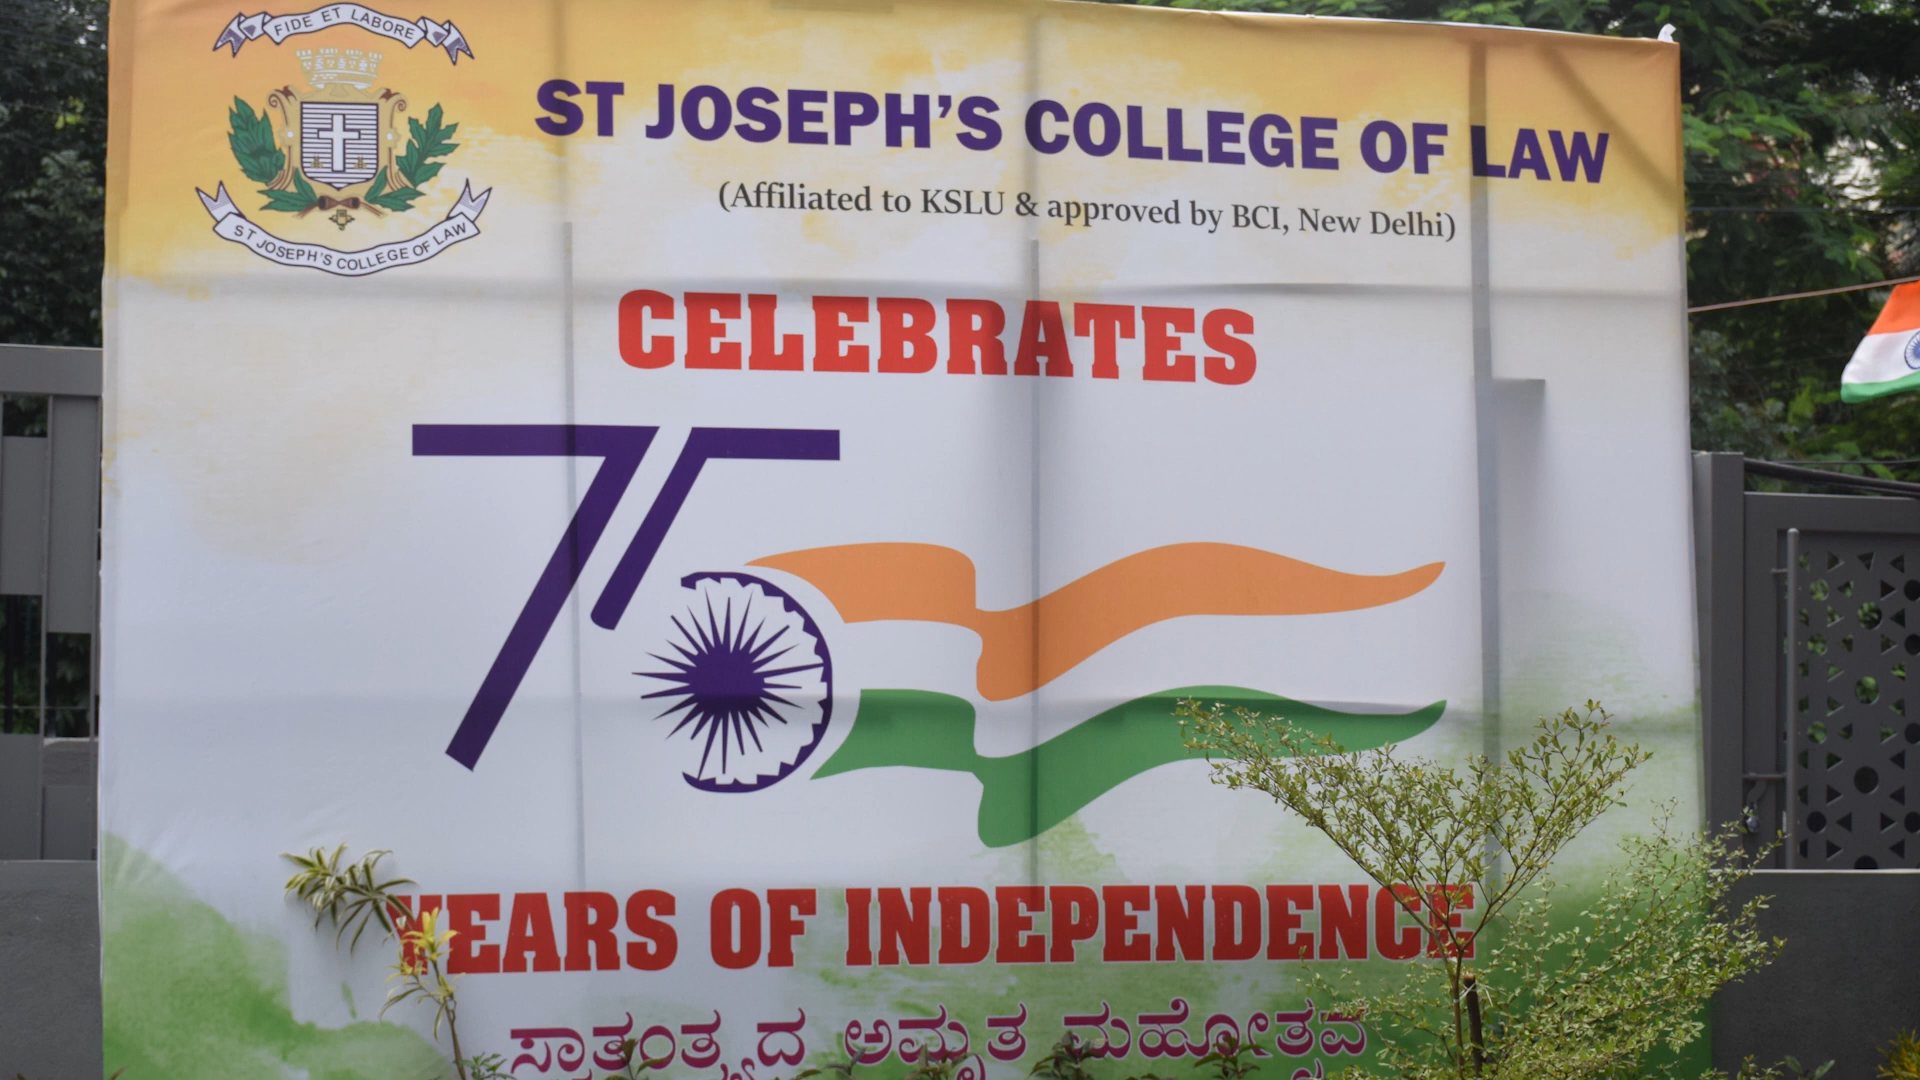 FIDE ET LABORE
ST JOSEPH'S COLLEGE OF LAW
ST JOSEPH'S COLLEGE OF LAW
(Affiliated to KSLU & approved by BCI, New Delhi)
CELEBRATES
75
YEARS OF INDEPENDENCE
ಸ್ವಾತಂತ್ರ್ಯದ ಅಮೃತ ಮಹೋತ್ಸವ